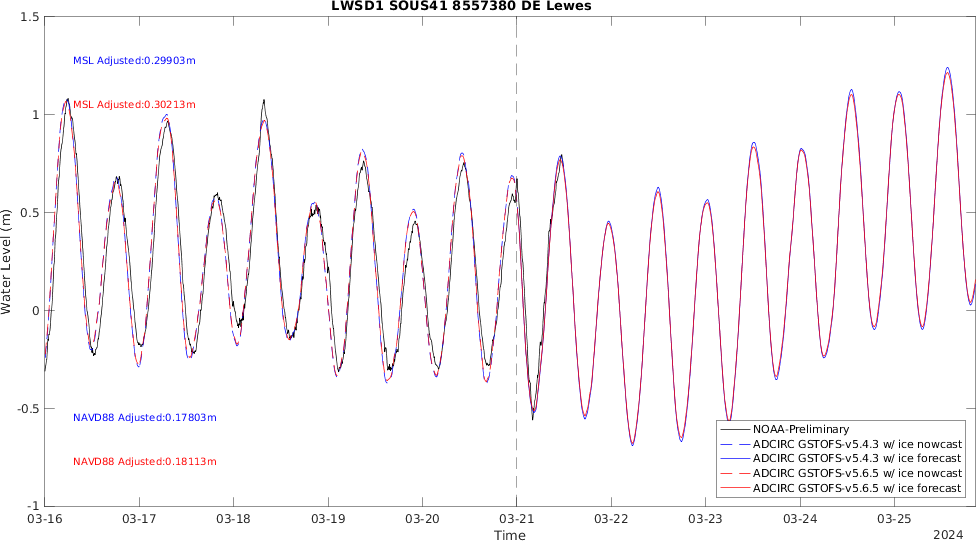 LWSD1 SOUS41 8557380 DE Lewes
1.5
1
0.5
0
-0.5
-1
Water Level (m)
MSL Adjusted:0.29903m
MSL Adjusted:0.30213m
NAVD88 Adjusted:0.17803m
NAVD88 Adjusted:0.18113m
NOAA-Preliminary
ADCIRC GSTOFS-v5.4.3 w/ ice nowcast
ADCIRC GSTOFS-v5.4.3 w/ ice forecast
ADCIRC GSTOFS-v5.6.5 w/ ice nowcast
ADCIRC GSTOFS-v5.6.5 w/ ice forecast
03-16 03-17 03-18 03-19 03-20 03-21 03-22 03-23 03-24 03-25
Time
2024